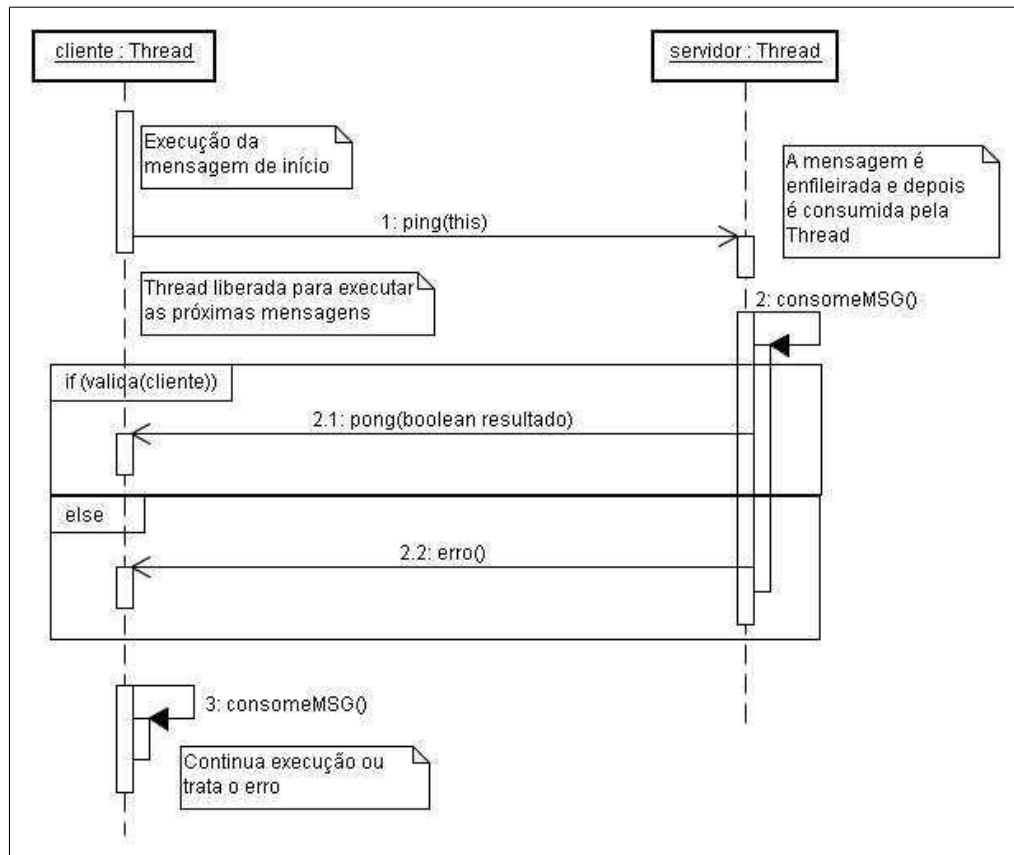 cliente : Thread
servidor : Thread
Execução da
mensagem de início
A mensagem é
enfileirada e depois
é consumida pela
Thread
1: ping(this)
Thread liberada para executar
as próximas mensagens
2: consomeMSG()
if (valida(cliente))
2.1: pong(boolean resultado)
else
2.2: erro()
3: consomeMSG()
Continua execução ou
trata o erro